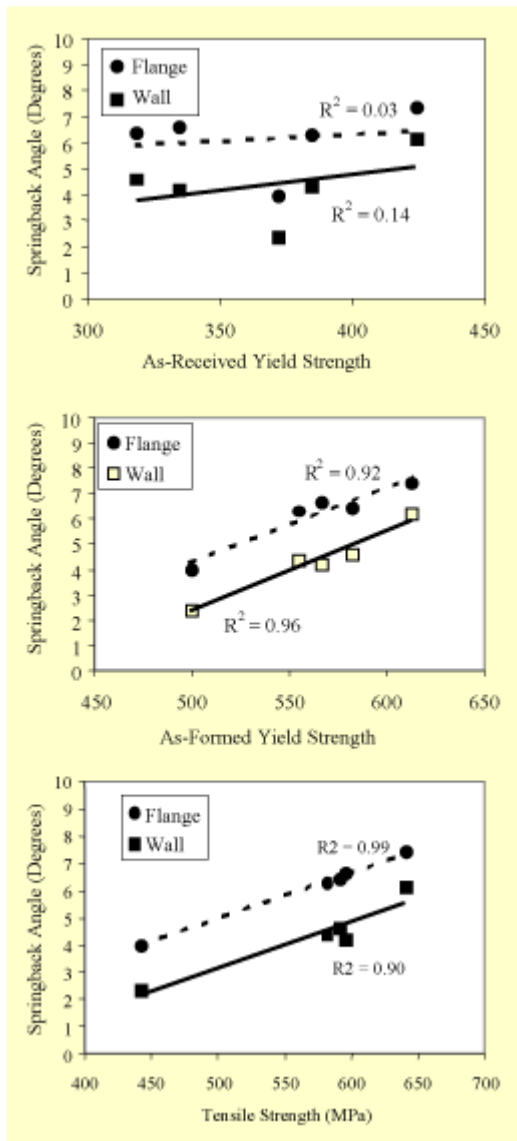 10
9
8
7
6
5
4
3
2
1
0
Springback Angle (Degrees)
Flange
Wall
R² = 0.03
R² = 0.14
300 350 400 450
As-Received Yield Strength
10
9
8
7
6
5
4
3
2
1
0
Springback Angle (Degrees)
Flange
Wall
R² = 0.92
R² = 0.96
450 500 550 600 650
As-Formed Yield Strength
10
9
8
7
6
5
4
3
2
1
0
Springback Angle (Degrees)
Flange
Wall
R2 = 0.99
R2 = 0.90
400 450 500 550 600 650 700
Tensile Strength (MPa)